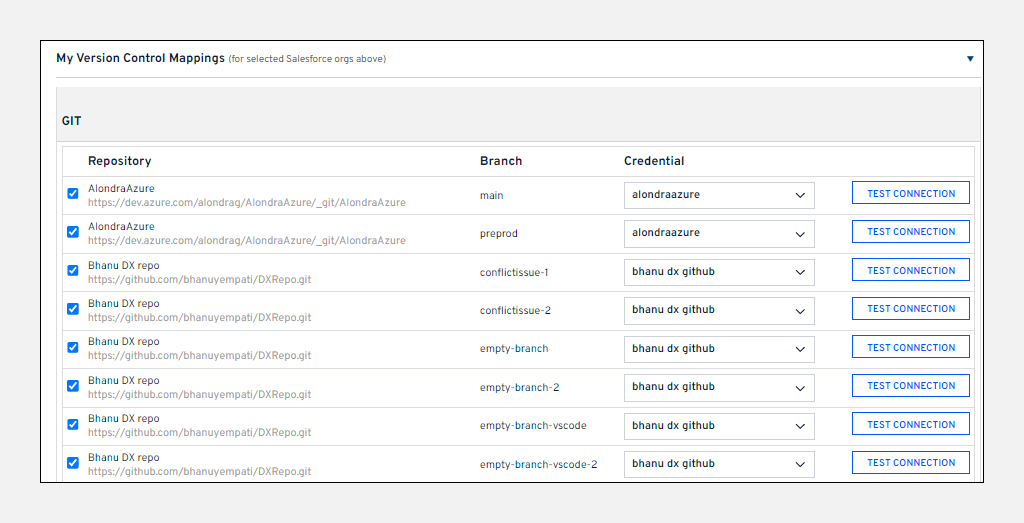 My Version Control Mappings (for selected Salesforce orgs above)
GIT
Repository Branch Credential
AlondraAzure
https://dev.azure.com/alondrag/AlondraAzure/_git/AlondraAzure
main alondraazure TEST CONNECTION
AlondraAzure
https://dev.azure.com/alondrag/AlondraAzure/_git/AlondraAzure
preprod alondraazure TEST CONNECTION
Bhanu DX repo
https://github.com/bhanuyempati/DXRepo.git
conflictissue-1 bhanu dx github TEST CONNECTION
Bhanu DX repo
https://github.com/bhanuyempati/DXRepo.git
conflictissue-2 bhanu dx github TEST CONNECTION
Bhanu DX repo
https://github.com/bhanuyempati/DXRepo.git
empty-branch bhanu dx github TEST CONNECTION
Bhanu DX repo
https://github.com/bhanuyempati/DXRepo.git
empty-branch-2 bhanu dx github TEST CONNECTION
Bhanu DX repo
https://github.com/bhanuyempati/DXRepo.git
empty-branch-vscode bhanu dx github TEST CONNECTION
Bhanu DX repo
https://github.com/bhanuyempati/DXRepo.git
empty-branch-vscode-2 bhanu dx github TEST CONNECTION